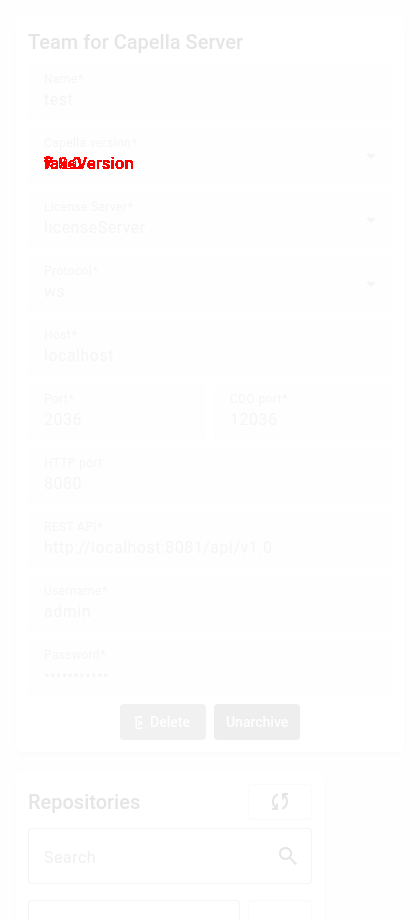 Team for Capella Server
Name*
test
Capella version*
License Server*
licenseServer
Protocol*
ws
Host*
localhost
Port*
CDO port*
2036
12036
HTTP port
8080
REST API*
http://localhost:8081/api/v1.0
Username*
admin
Password*
•••••••••••
Delete
Unarchive
Repositories
Search